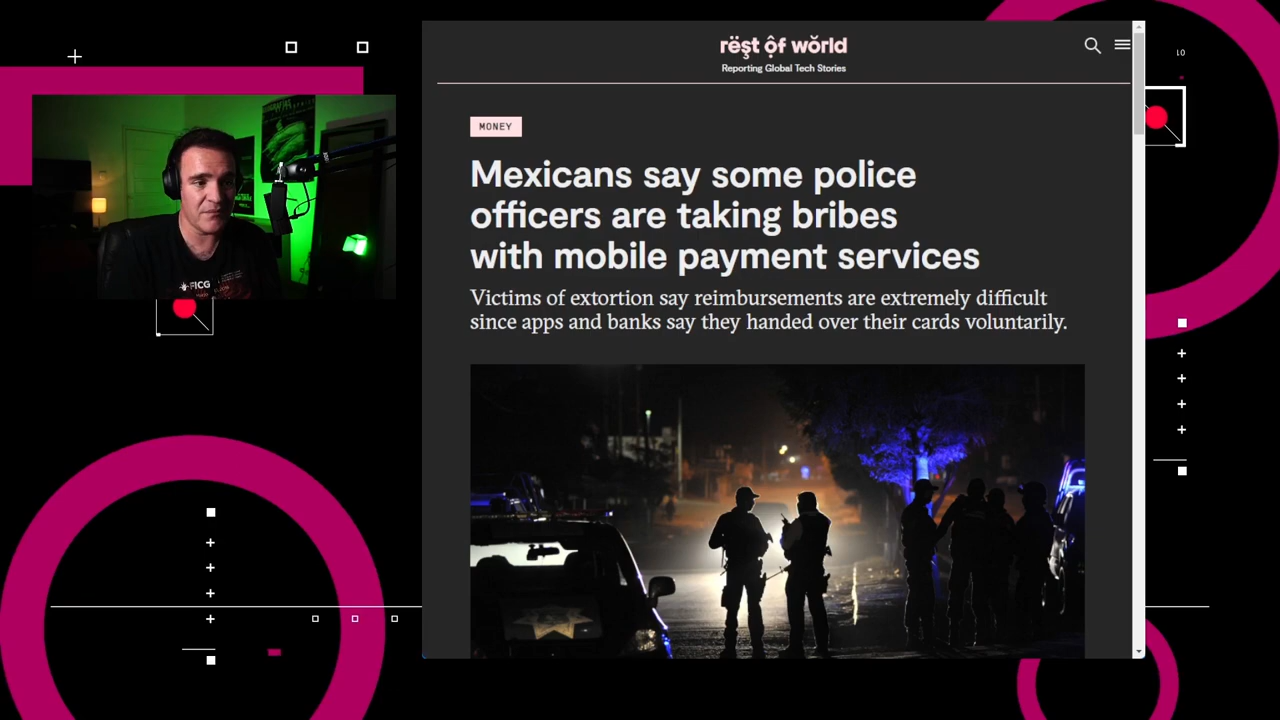 rëşt ôf wŏrld
Reporting Global Tech Stories
MONEY
Mexicans say some police
officers are taking bribes
with mobile payment services
Victims of extortion say reimbursements are extremely difficult
since apps and banks say they handed over their cards voluntarily.
FICG